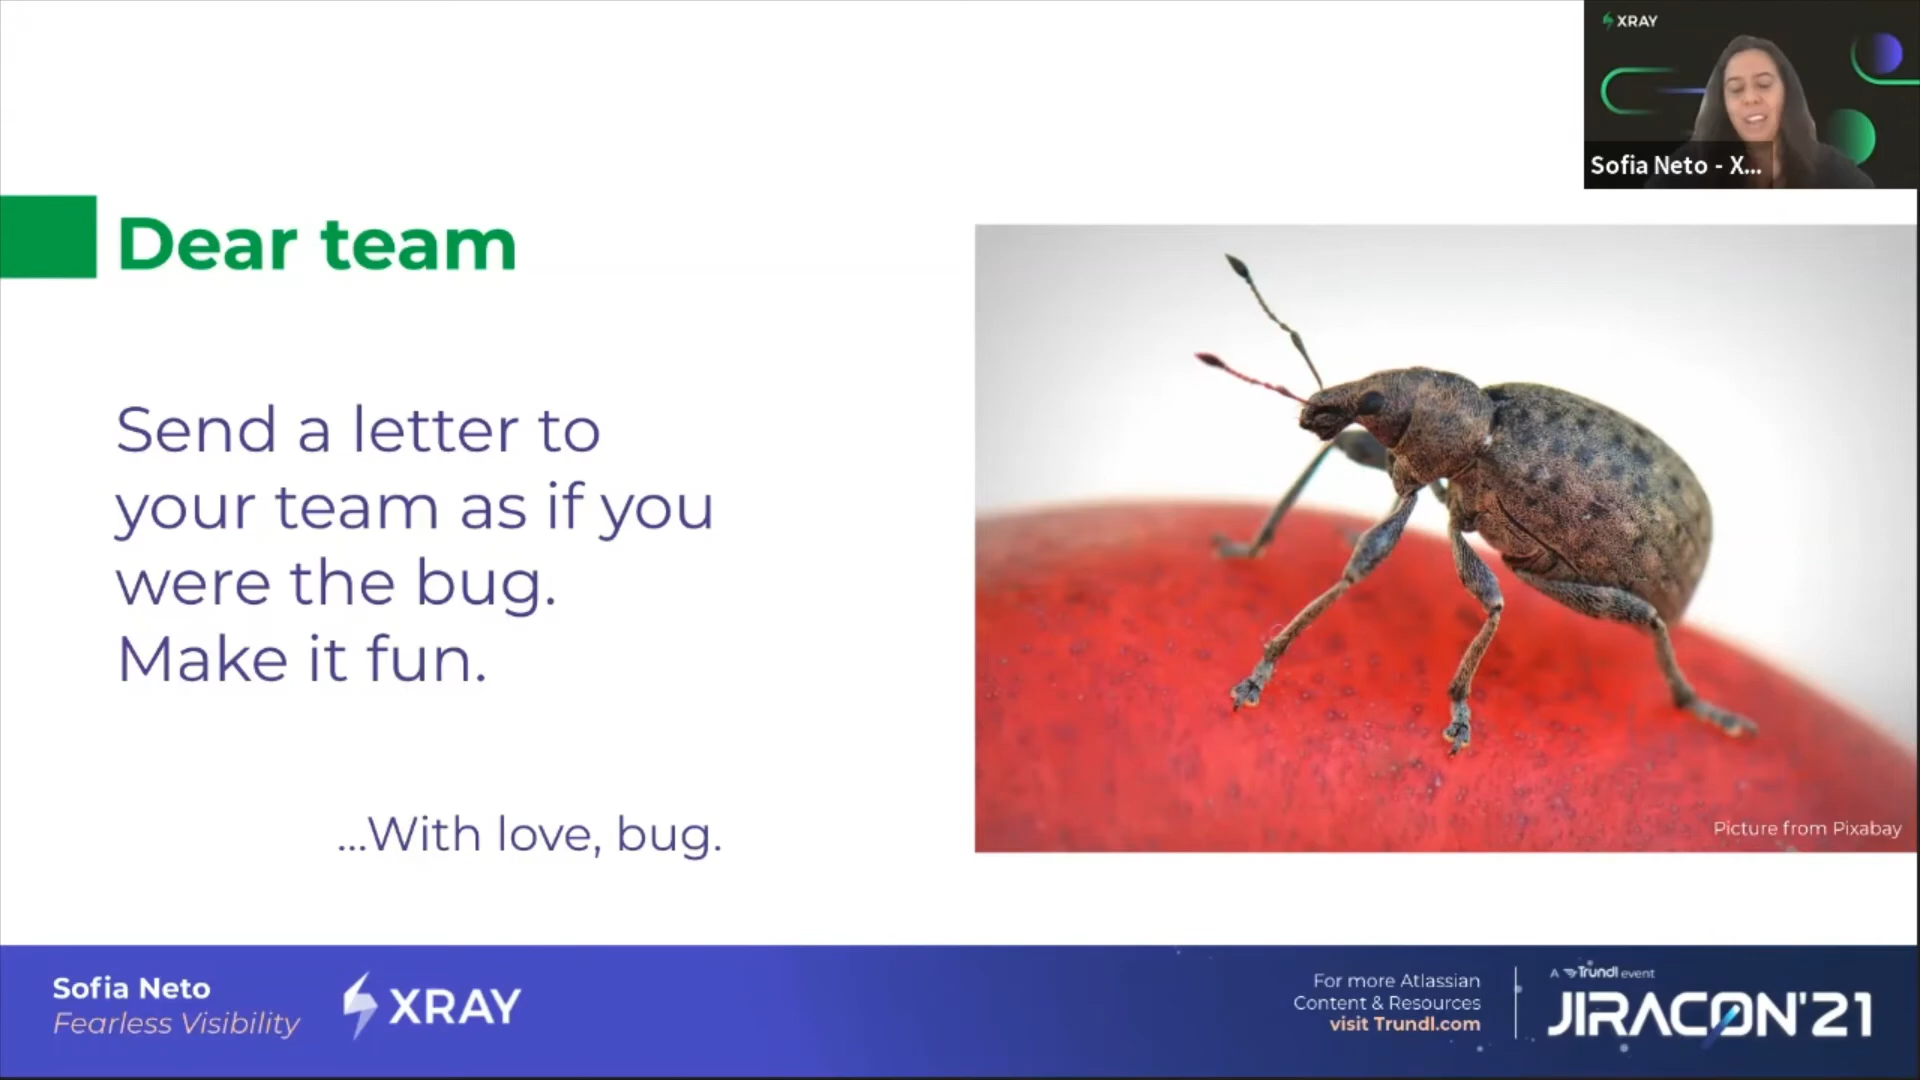 XRAY
Sofia Neto - X...
Dear team
Send a letter to
your team as if you
were the bug.
Make it fun.
...With love, bug.
Picture from Pixabay
Sofia Neto
Fearless Visibility
XRAY
For more Atlassian
Content & Resources
visit Trundl.com
A Trundl event
JIRACON'21